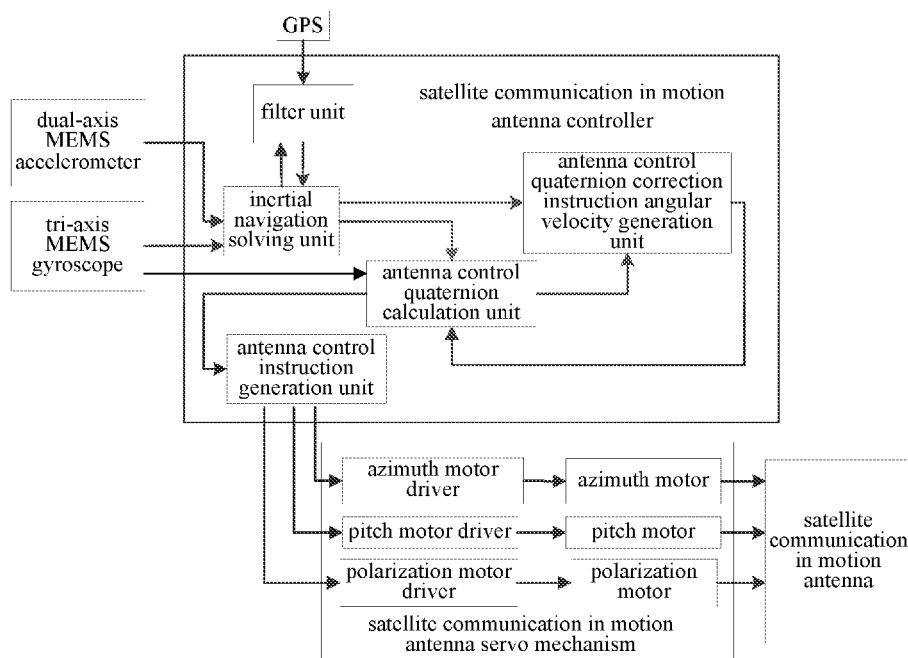 GPS
filter unit
satellite communication in motion
antenna controller
dual-axis
MEMS
accelerometer
antenna control
quaternion correction
instruction angular
velocity generation
unit
inertial
navigation
solving unit
tri-axis
MEMS
gyroscope
antenna control
quaternion
calculation unit
antenna control
instruction
generation unit
azimuth motor
driver
azimuth motor
pitch motor driver
pitch motor
polarization motor
driver
polarization
motor
satellite
communication
in motion
antenna
satellite communication in motion
antenna servo mechanism